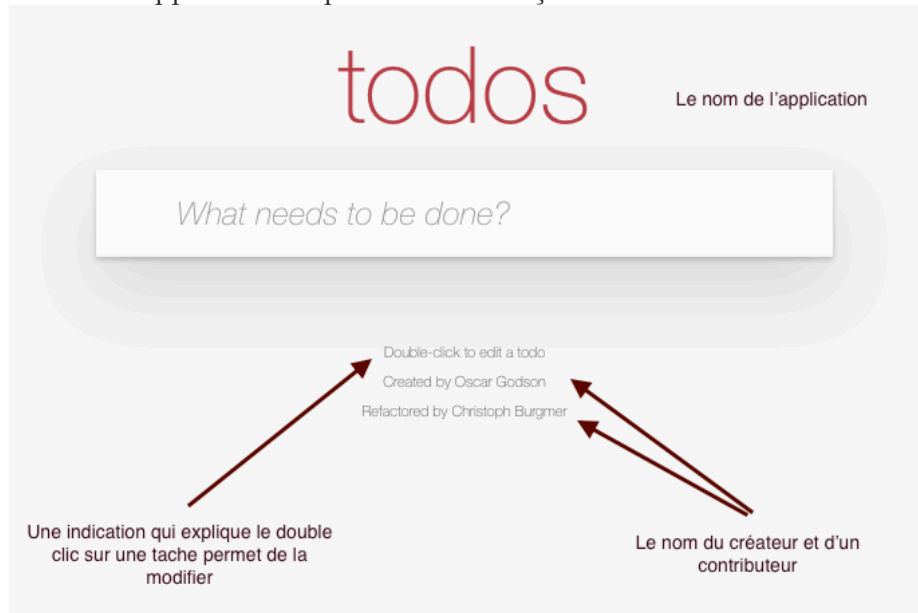 todos
Le nom de l'application
What needs to be done?
Double-click to edit a todo
Created by Oscar Godson
Refactored by Christoph Burgmer
Une indication qui explique le double
clic sur une tache permet de la
modifier
Le nom du créateur et d'un
contributeur